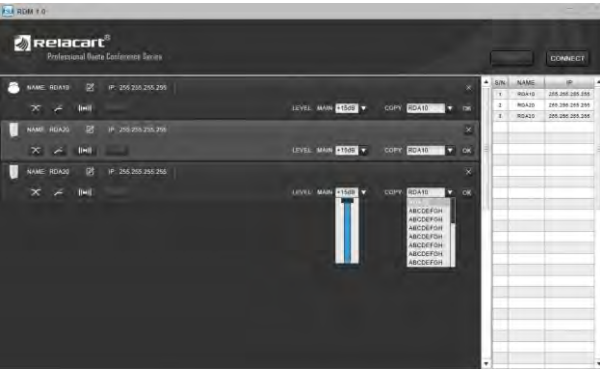 RDM 1.0
Relacart®
Professional Dante Conference Series
CONNECT
S/N NAME IP
NAME: RDA10 IP: 255.255.255.255
LEVEL: MAIN +15dB COPY RDA10 OK
NAME: RDA20 IP: 255.255.255.255
LEVEL: MAIN +15dB COPY RDA10 OK
NAME: RDA20 IP: 255.255.255.255
LEVEL: MAIN +15dB COPY RDA10 OK
ABCDEFGH
ABCDEFGH
ABCDEFGH
ABCDEFGH
ABCDEFGH
ABCDEFGH
ABCDEFGH
1 RDA10 255.255.255.255
2 RDA20 255.255.255.255
3 RDA20 255.255.255.255